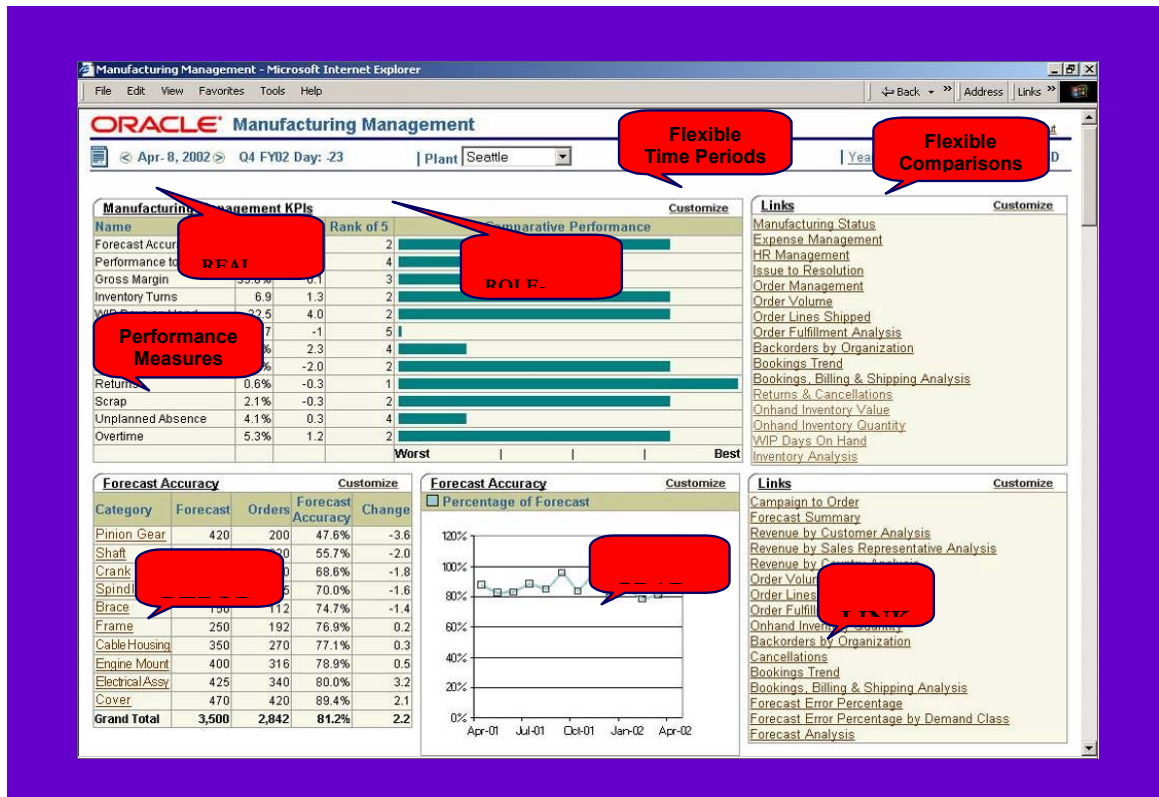 Manufacturing Management - Microsoft Internet Explorer
File Edit View Favorites Tools Help
Back Address Links
ORACLE Manufacturing Management
Flexible
Time Periods
Flexible
Comparisons
Apr- 8, 2002 Q4 FY02 Day: -23
Plant Seattle
D
Manufacturing Management KPIs Customize
Name Rank of 5 Comparative Performance
Forecast 2
Performance to 4
Gross Margin 3
Inventory Turns 6.9 1.3 2
4.0 2
-1 5
2.3 4
-2.0 2
Returns 0.6% -0.3 1
Scrap 2.1% -0.3 2
Unplanned Absence 4.1% 0.3 4
Overtime 5.3% 1.2 2
Worst | | | Best
REAL
ROLE-
Performance
Measures
Links Customize
Manufacturing Status
Expense Management
HR Management
Issue to Resolution
Order Management
Order Volume
Order Lines Shipped
Order Fulfillment Analysis
Backorders by Organization
Bookings Trend
Bookings, Billing & Shipping Analysis
Returns & Cancellations
Onhand Inventory Value
Onhand Inventory Quantity
WIP Days On Hand
Inventory Analysis
Forecast Accuracy Customize
Category Forecast Orders Forecast Accuracy Change
Pinion Gear 420 200 47.6% -3.6
Shaft 55.7% -2.0
Crank 68.6% -1.8
70.0% -1.6
Brace 150 112 74.7% -1.4
Frame 250 192 76.9% 0.2
Cable Housing 350 270 77.1% 0.3
Engine Mount 400 316 78.9% 0.5
Electrical Assy 425 340 80.0% 3.2
Cover 470 420 89.4% 2.1
Grand Total 3,500 2,842 81.2% 2.2
Forecast Accuracy Customize
Percentage of Forecast
120%
100%
80%
60%
40%
20%
0%
Apr-01 Jul-01 Oct-01 Jan-02 Apr-02
Links Customize
Campaign to Order
Forecast Summary
Revenue by Customer Analysis
Revenue by Sales Representative Analysis
Revenue by Country Analysis
Order
Order Lines
Order
Onhand Inventory Quantity
Backorders by Organization
Cancellations
Bookings Trend
Bookings, Billing & Shipping Analysis
Forecast Error Percentage
Forecast Error Percentage by Demand Class
Forecast Analysis
LINK